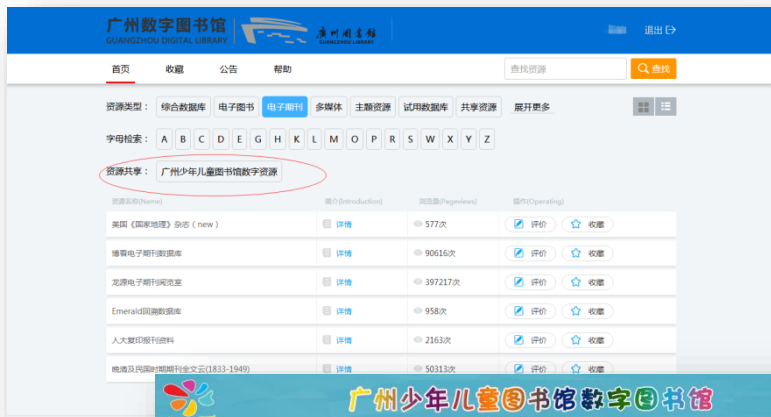 广州数字图书馆
GUANGZHOU DIGITAL LIBRARY
廣州圖書館
GUANGZHOU LIBRARY
退出
首页 收藏 公告 帮助 查找资源 查找
资源类型： 综合数据库 电子图书 电子期刊 多媒体 主题资源 试用数据库 共享资源 展开更多
字母检索： A B C D E G H K L M O P R S W X Y Z
资源共享： 广州少年儿童图书馆数字资源
资源名称(Name) 简介(Introduction) 浏览量(Pageviews) 操作(Operating)
美国《国家地理》杂志（new） 详情 577次 评价 收藏
博看电子期刊数据库 详情 90616次 评价 收藏
龙源电子期刊阅览室 详情 397217次 评价 收藏
Emerald回溯数据库 详情 958次 评价 收藏
人大复印报刊资料 详情 2163次 评价 收藏
晚清及民国时期期刊全文云(1833-1949) 详情 50313次 评价 收藏
广州少年儿童图书馆数字图书馆